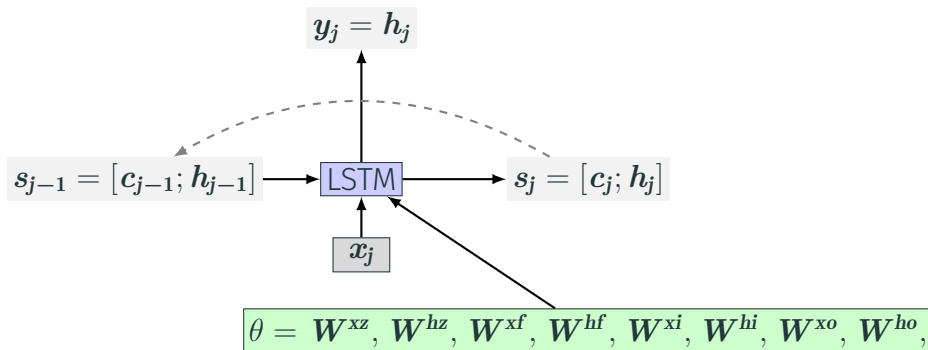 y_j = h_j
s_{j−1} = [c_{j−1}; h_{j−1}] LSTM s_j = [c_j; h_j]
x_j
θ = W^{xz}, W^{hz}, W^{xf}, W^{hf}, W^{xi}, W^{hi}, W^{xo}, W^{ho},